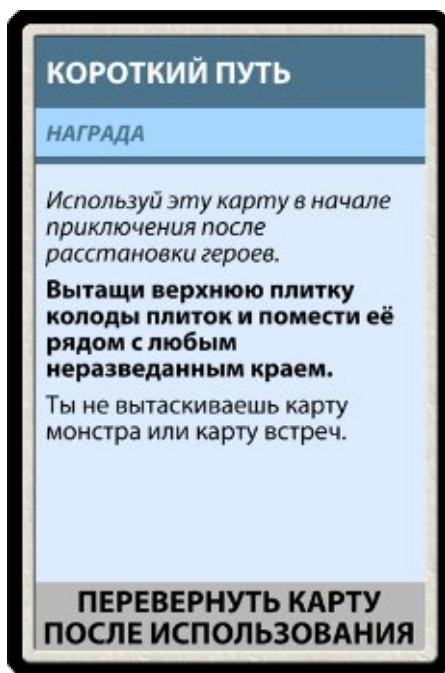 КОРОТКИЙ ПУТЬ
НАГРАДА
Используй эту карту в начале
приключения после
расстановки героев.
Вытащи верхнюю плитку
колоды плиток и помести её
рядом с любым
неразведанным краем.
Ты не вытаскиваешь карту
монстра или карту встреч.
ПЕРЕВЕРНУТЬ КАРТУ
ПОСЛЕ ИСПОЛЬЗОВАНИЯ